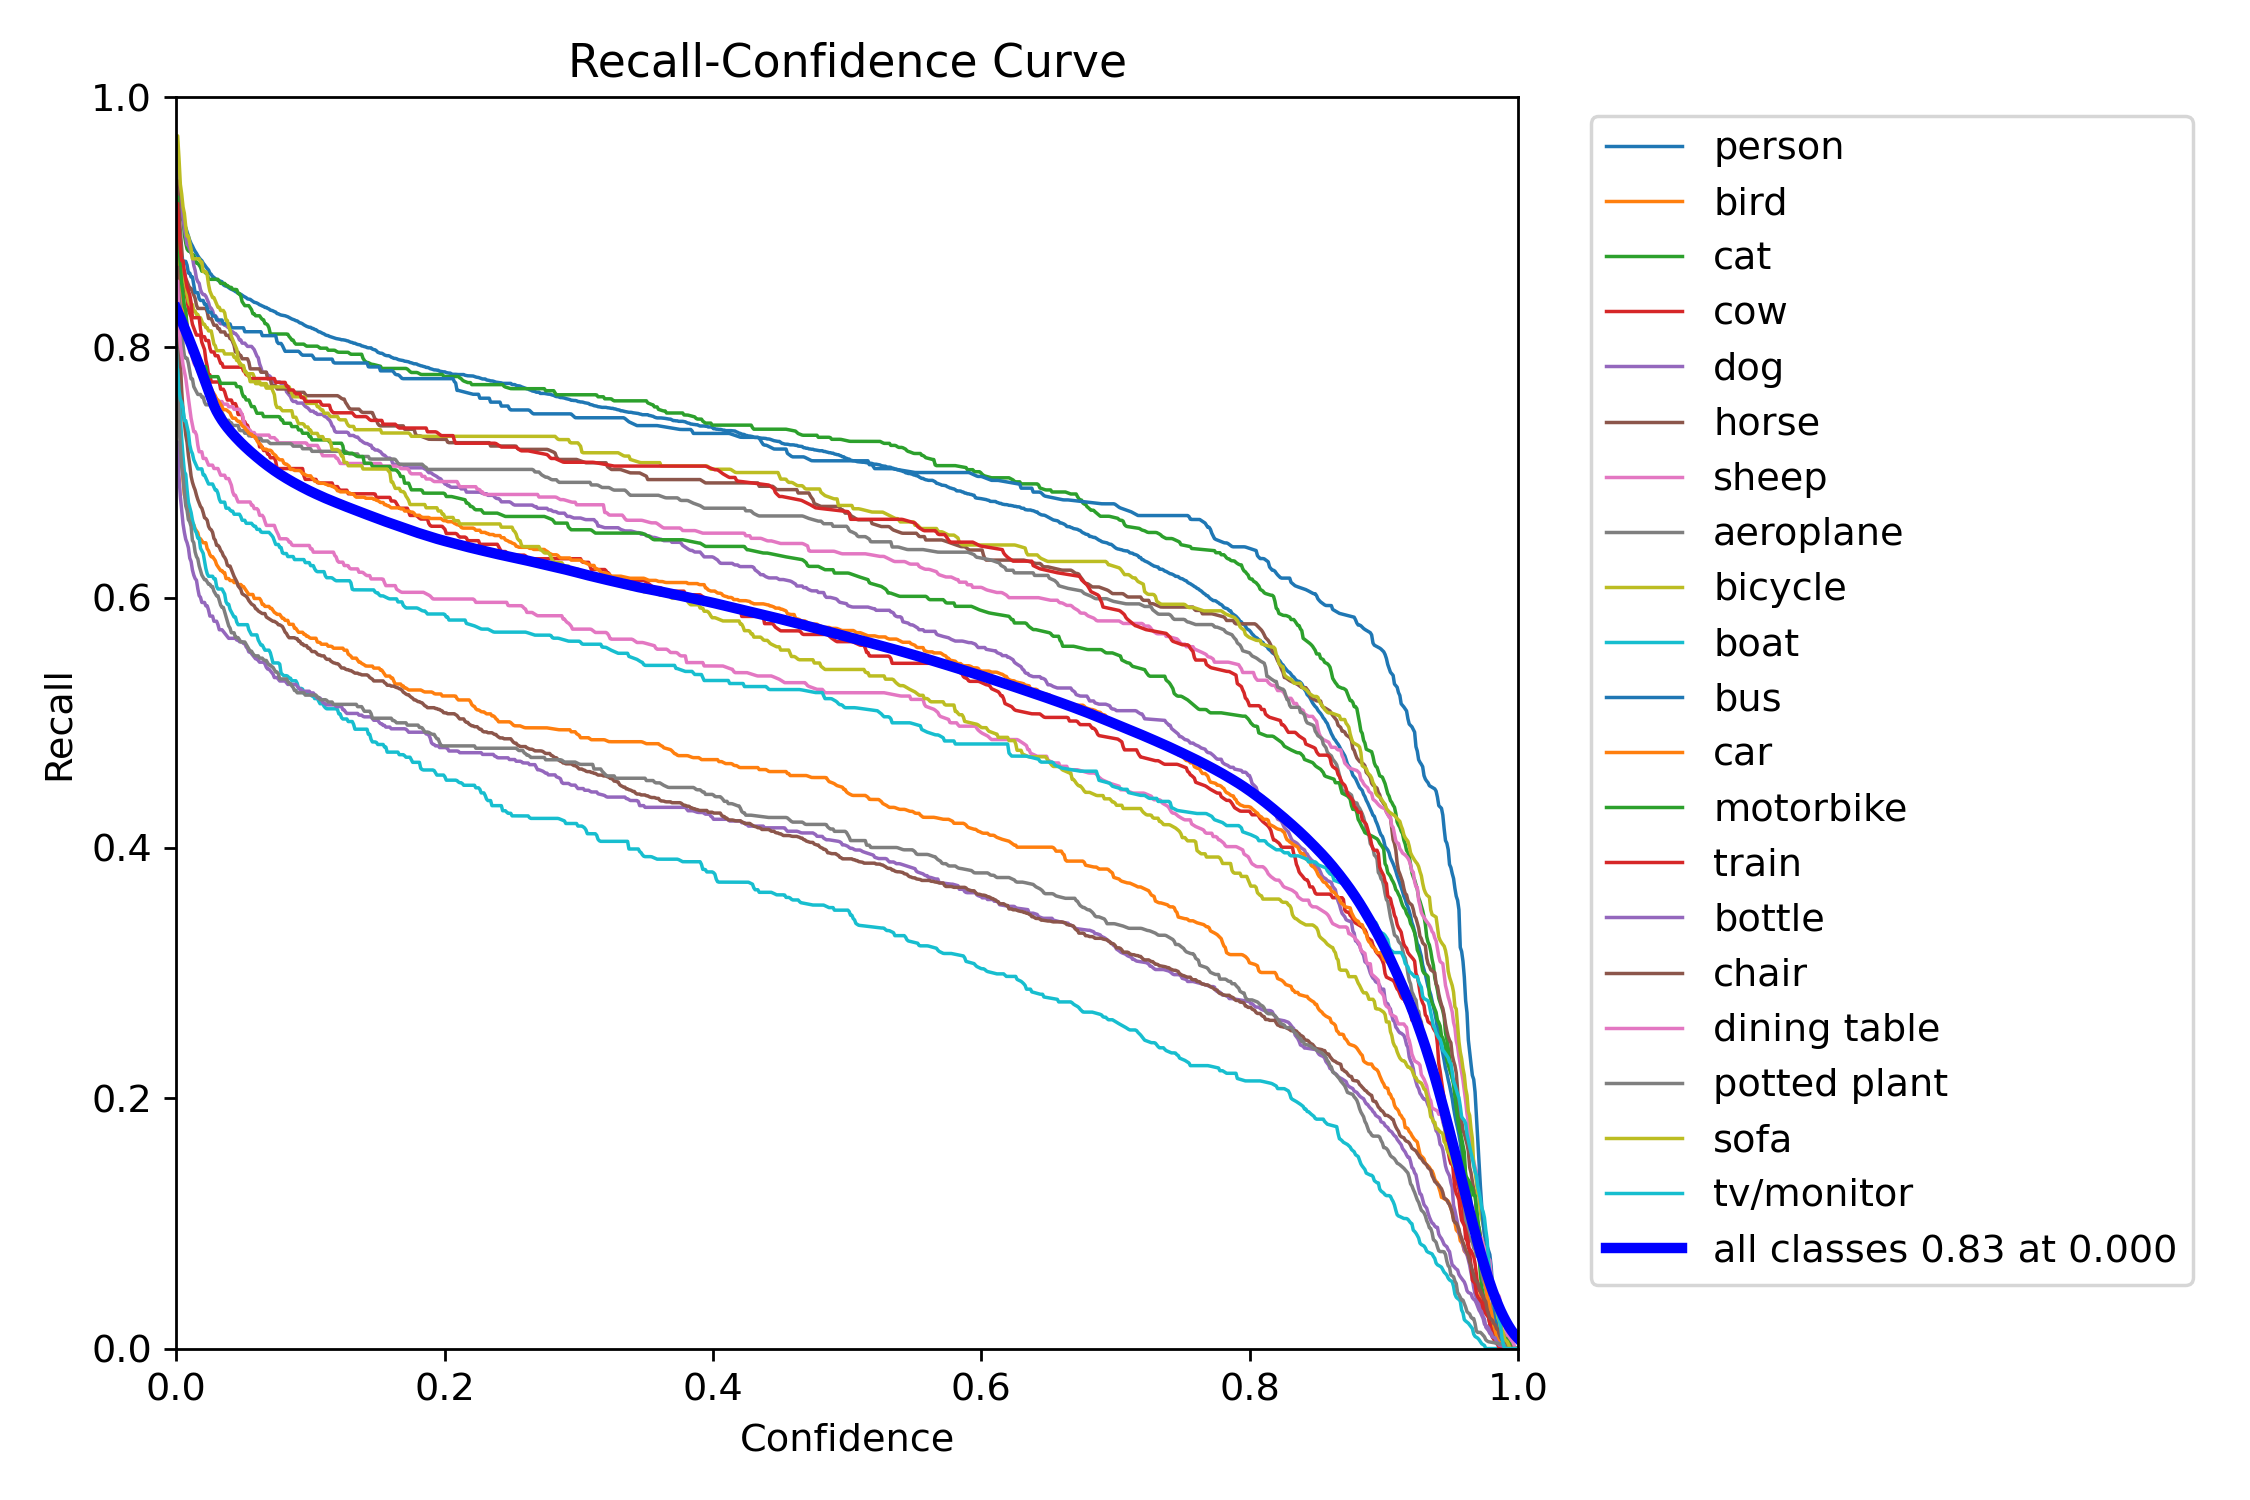 Recall-Confidence Curve
1.0
0.8
0.6
0.4
0.2
0.0
Recall
0.0 0.2 0.4 0.6 0.8 1.0
Confidence
person
bird
cat
cow
dog
horse
sheep
aeroplane
bicycle
boat
bus
car
motorbike
train
bottle
chair
dining table
potted plant
sofa
tv/monitor
all classes 0.83 at 0.000